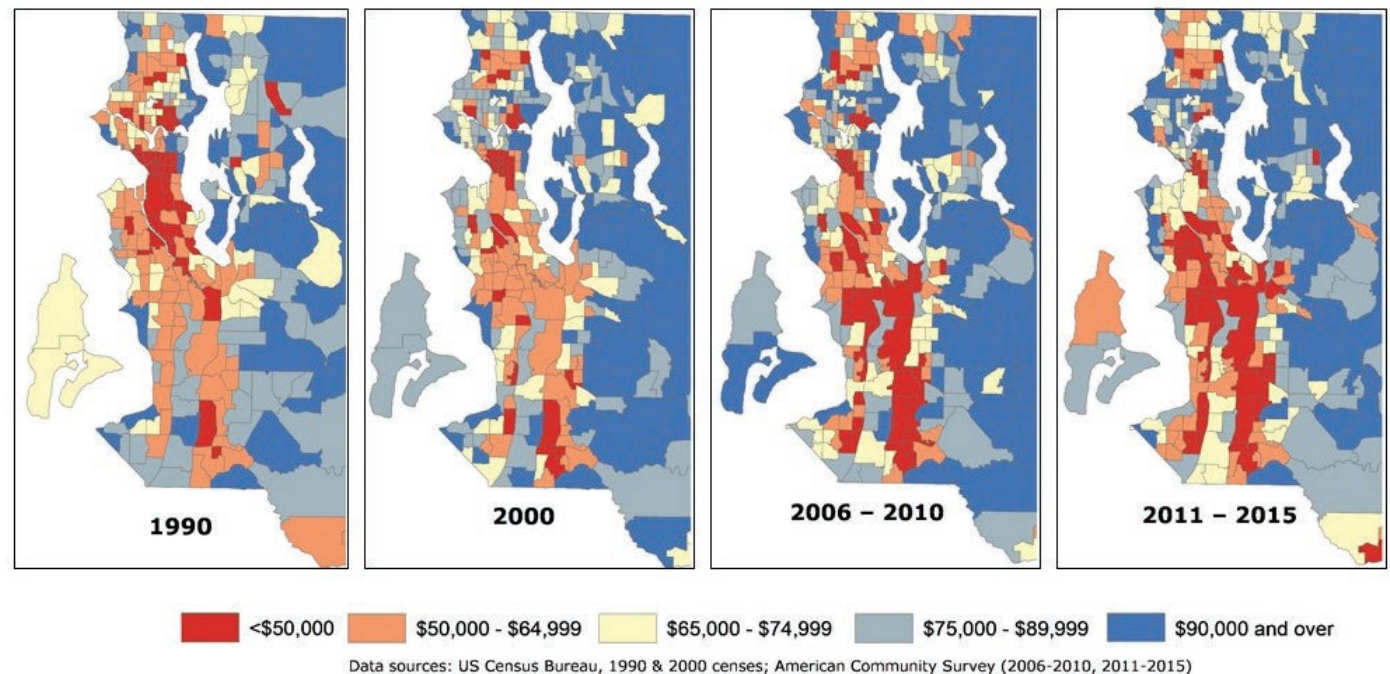 1990
2000
2006 – 2010
2011 – 2015
<$50,000
$50,000 - $64,999
$65,000 - $74,999
$75,000 - $89,999
$90,000 and over
Data sources: US Census Bureau, 1990 & 2000 censes; American Community Survey (2006-2010, 2011-2015)